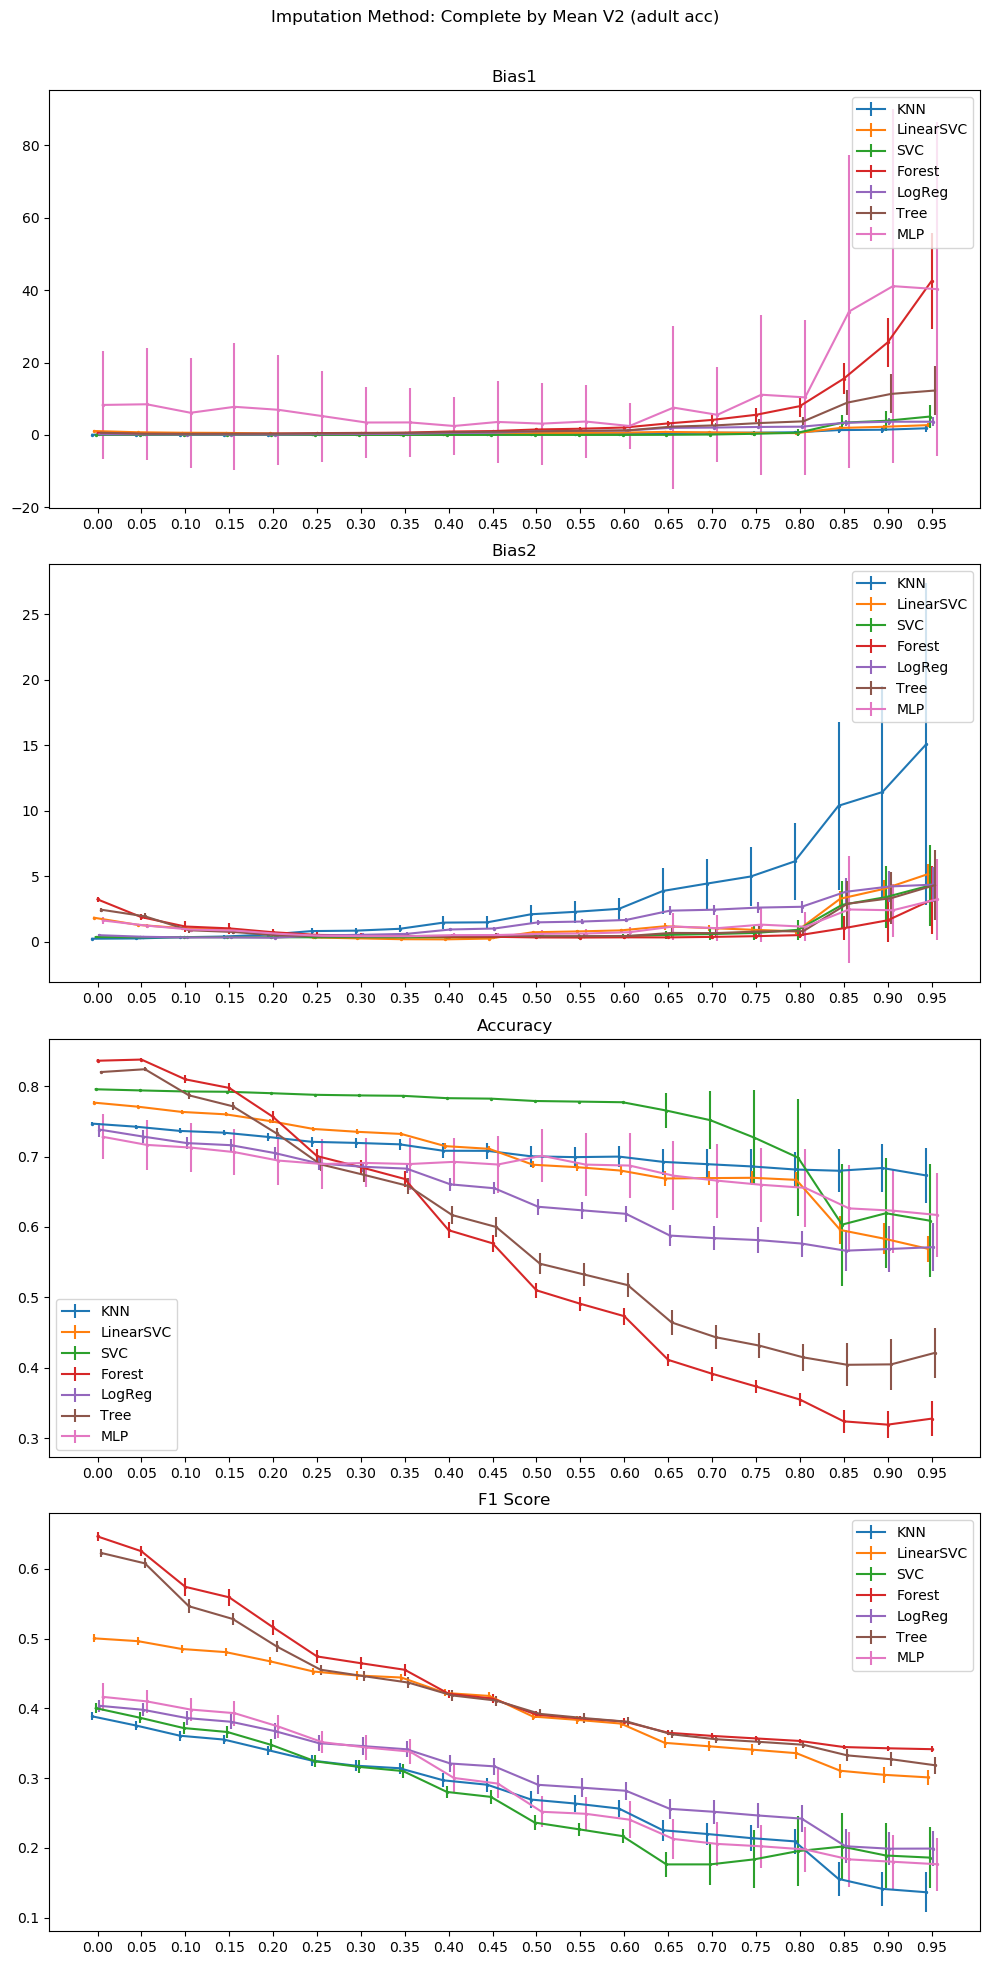 Imputation Method: Complete by Mean V2 (adult acc)
Bias1
80
60
40
20
0
−20
KNN
LinearSVC
SVC
Forest
LogReg
Tree
MLP
0.00 0.05 0.10 0.15 0.20 0.25 0.30 0.35 0.40 0.45 0.50 0.55 0.60 0.65 0.70 0.75 0.80 0.85 0.90 0.95
Bias2
25
20
15
10
5
0
KNN
LinearSVC
SVC
Forest
LogReg
Tree
MLP
0.00 0.05 0.10 0.15 0.20 0.25 0.30 0.35 0.40 0.45 0.50 0.55 0.60 0.65 0.70 0.75 0.80 0.85 0.90 0.95
Accuracy
0.8
0.7
0.6
0.5
0.4
0.3
KNN
LinearSVC
SVC
Forest
LogReg
Tree
MLP
0.00 0.05 0.10 0.15 0.20 0.25 0.30 0.35 0.40 0.45 0.50 0.55 0.60 0.65 0.70 0.75 0.80 0.85 0.90 0.95
F1 Score
0.6
0.5
0.4
0.3
0.2
0.1
KNN
LinearSVC
SVC
Forest
LogReg
Tree
MLP
0.00 0.05 0.10 0.15 0.20 0.25 0.30 0.35 0.40 0.45 0.50 0.55 0.60 0.65 0.70 0.75 0.80 0.85 0.90 0.95